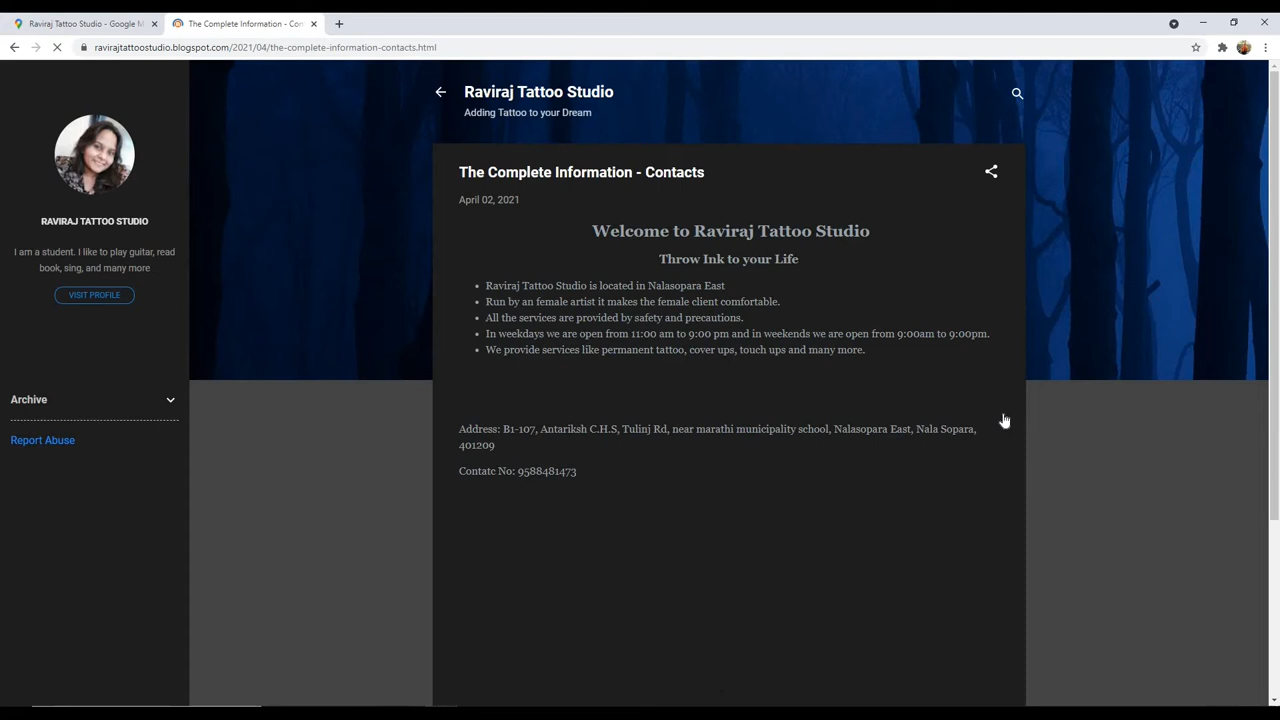 Raviraj Tattoo Studio - Google M
The Complete Information - Con
ravirajtattoostudio.blogspot.com/2021/04/the-complete-information-contacts.html
RAVIRAJ TATTOO STUDIO
I am a student. I like to play guitar, read
book, sing, and many more
VISIT PROFILE
Archive
Report Abuse
Raviraj Tattoo Studio
Adding Tattoo to your Dream
The Complete Information - Contacts
April 02, 2021
Welcome to Raviraj Tattoo Studio
Throw Ink to your Life
• Raviraj Tattoo Studio is located in Nalasopara East
• Run by an female artist it makes the female client comfortable.
• All the services are provided by safety and precautions.
• In weekdays we are open from 11:00 am to 9:00 pm and in weekends we are open from 9:00am to 9:00pm.
• We provide services like permanent tattoo, cover ups, touch ups and many more.
Address: B1-107, Antariksh C.H.S, Tulinj Rd, near marathi municipality school, Nalasopara East, Nala Sopara,
401209
Contatc No: 9588481473